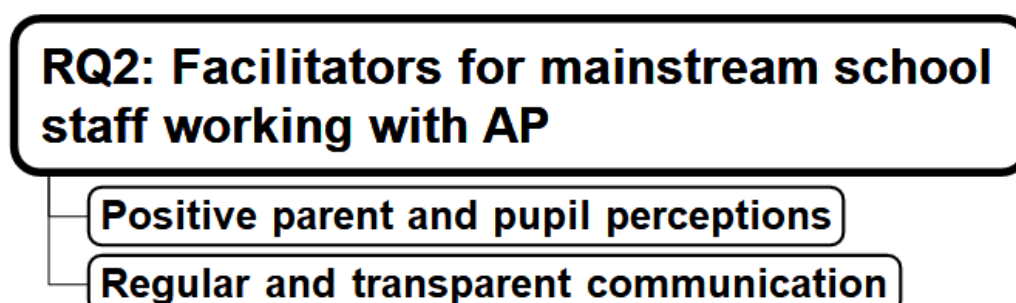 RQ2: Facilitators for mainstream school
staff working with AP
Positive parent and pupil perceptions
Regular and transparent communication